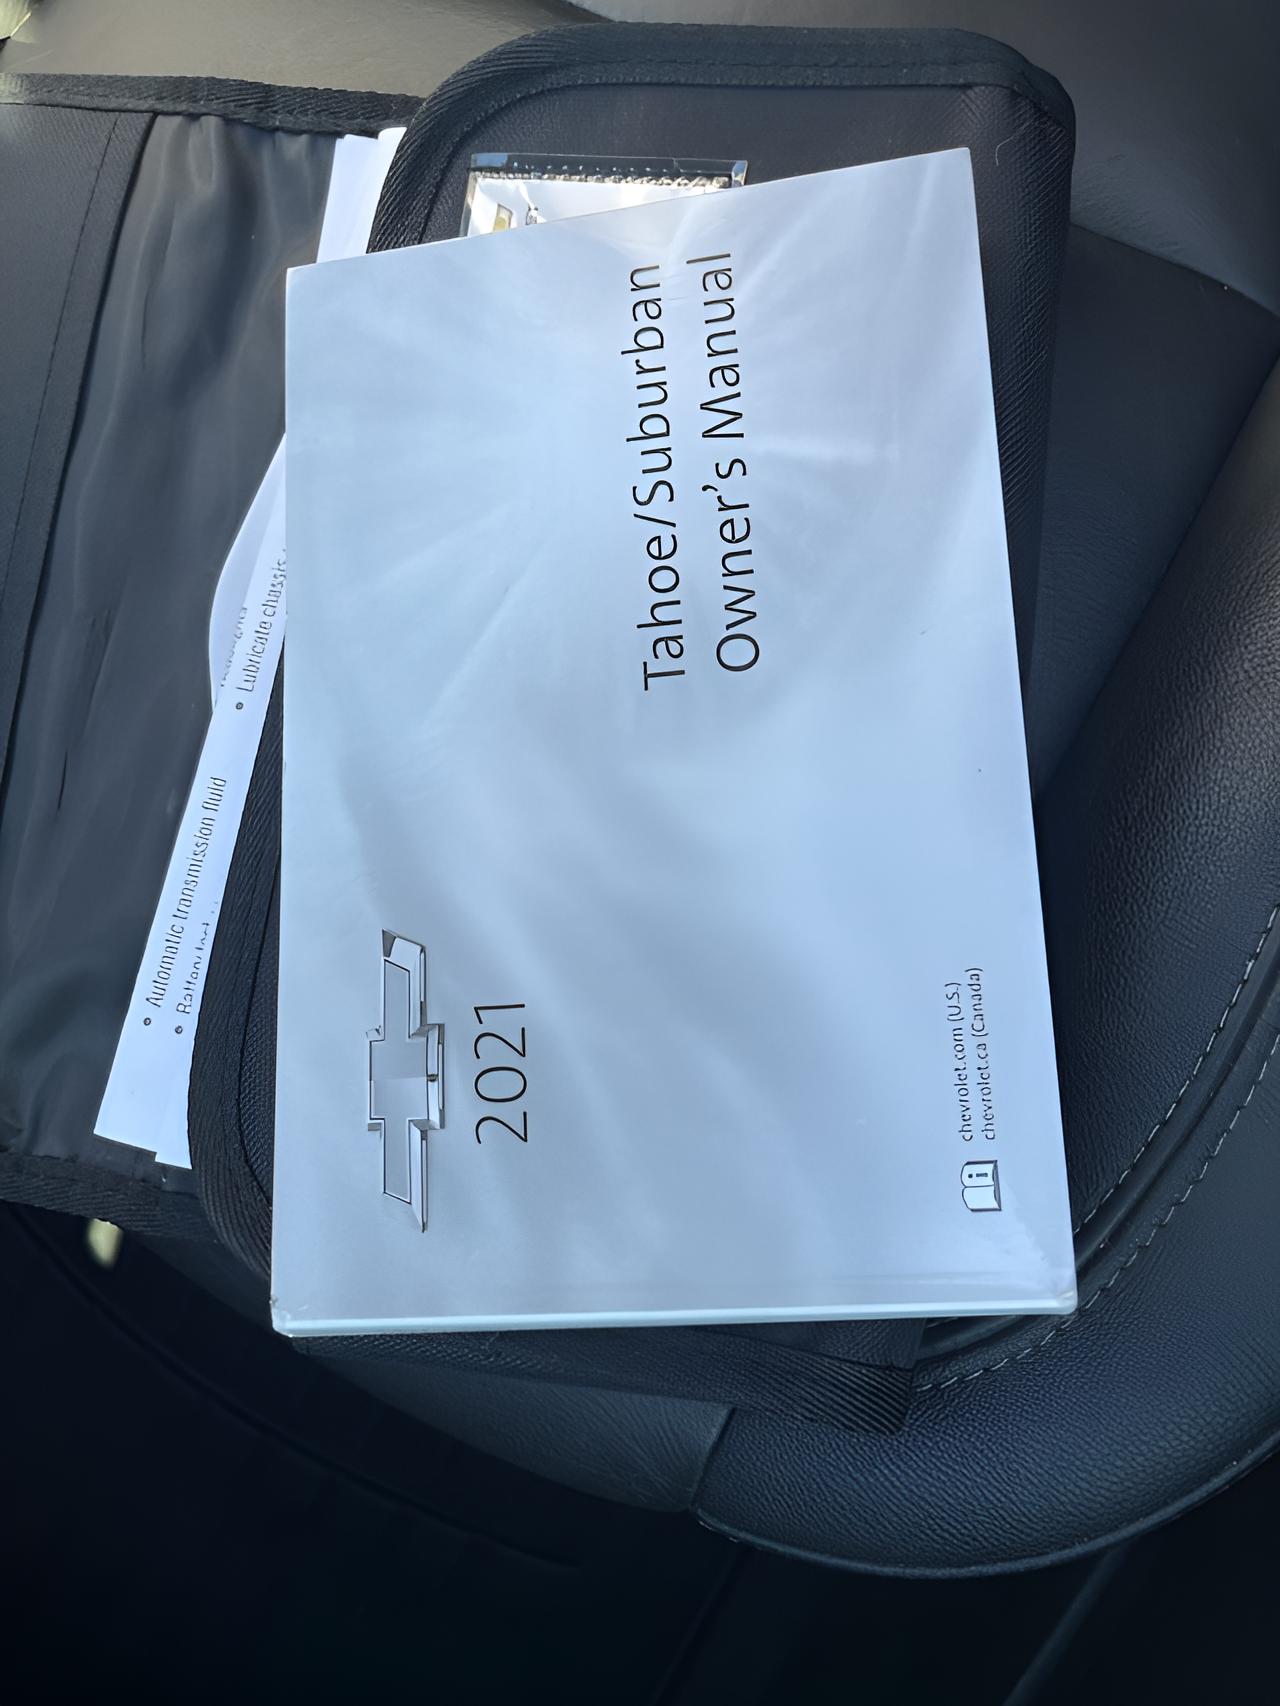 2021
Tahoe/Suburban
Owner's Manual
chevrolet.com (U.S.)
chevrolet.ca (Canada)
• Automatic transmission fluid
• Lubricate chassis